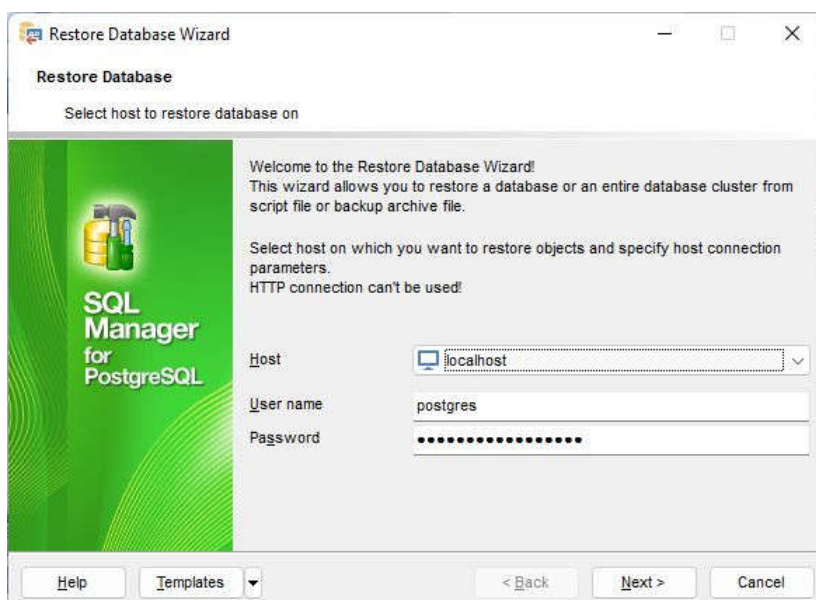 Restore Database Wizard
Restore Database
Select host to restore database on
SQL
Manager
for
PostgreSQL
Welcome to the Restore Database Wizard!
This wizard allows you to restore a database or an entire database cluster from
script file or backup archive file.
Select host on which you want to restore objects and specify host connection
parameters.
HTTP connection can't be used!
Host
localhost
User name
postgres
Password
•••••••••••••••••
Help
Templates
< Back
Next >
Cancel